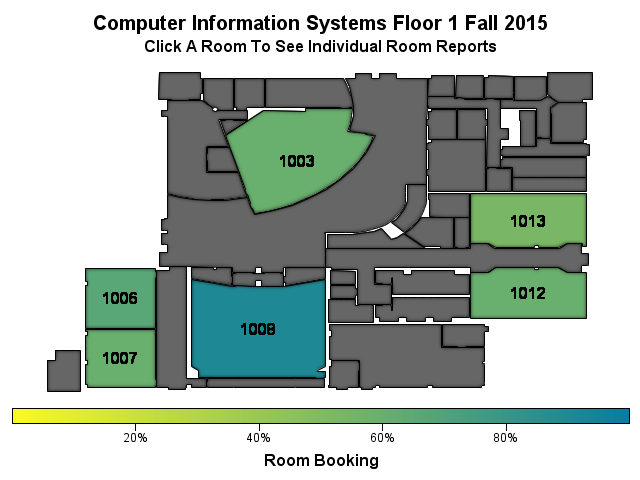 Computer Information Systems Floor 1 Fall 2015
Click A Room To See Individual Room Reports
1003
1013
1006
1012
1008
1007
20% 40% 60% 80%
Room Booking